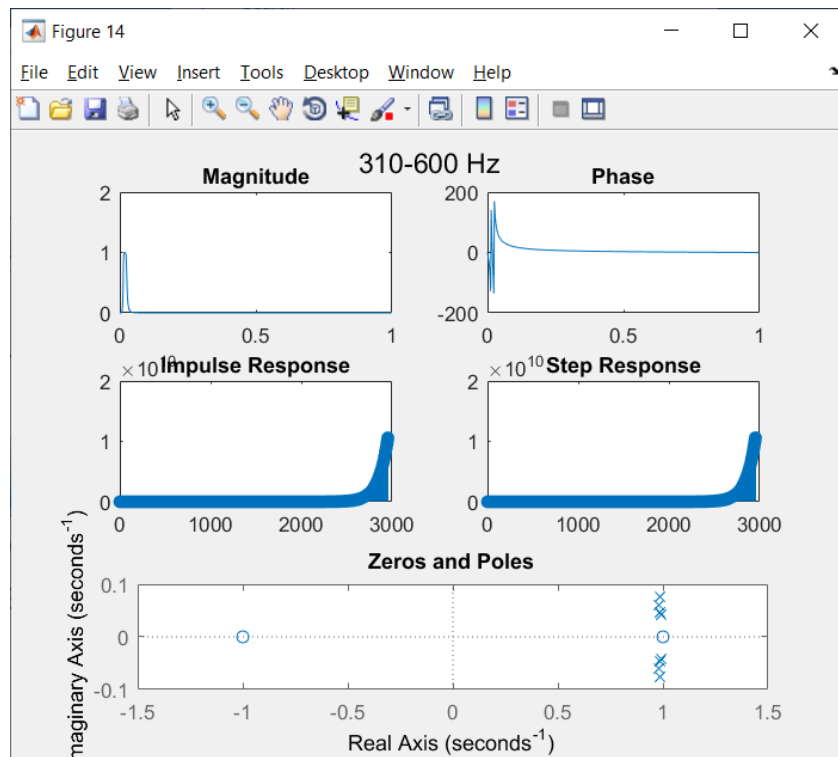 Figure 14
File Edit View Insert Tools Desktop Window Help
310-600 Hz
Magnitude
2
1
0
0 0.5 1
Phase
200
0
-200
0 0.5 1
×10¹⁰ Impulse Response
2
1
0
0 1000 2000 3000
×10¹⁰ Step Response
2
1
0
0 1000 2000 3000
Zeros and Poles
0.1
0
-0.1
-1.5 -1 -0.5 0 0.5 1 1.5
Real Axis (seconds⁻¹)
maginary Axis (seconds⁻¹)